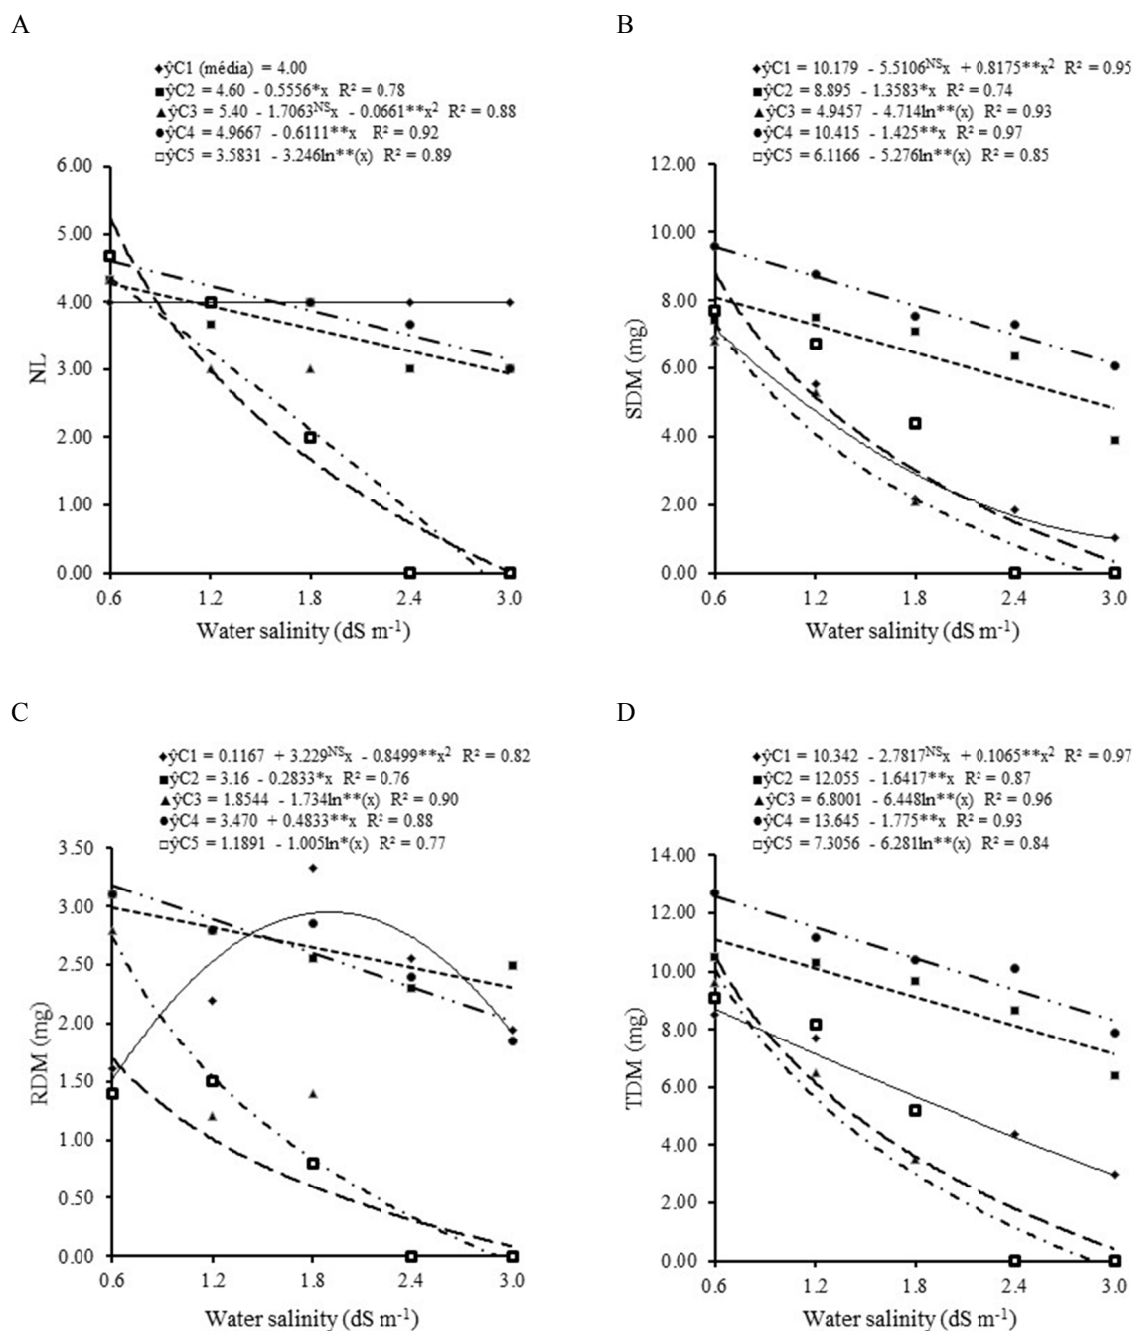 A
◆ŷC1 (média) = 4.00
■ŷC2 = 4.60 - 0.5556*x R² = 0.78
▲ŷC3 = 5.40 - 1.7063ᴺˢx - 0.0661**x² R² = 0.88
●ŷC4 = 4.9667 - 0.6111**x R² = 0.92
□ŷC5 = 3.5831 - 3.246ln**(x) R² = 0.89
6.00
5.00
4.00
3.00
2.00
1.00
0.00
NL
0.6 1.2 1.8 2.4 3.0
Water salinity (dS m⁻¹)
B
◆ŷC1 = 10.179 - 5.5106ᴺˢx + 0.8175**x² R² = 0.95
■ŷC2 = 8.895 - 1.3583*x R² = 0.74
▲ŷC3 = 4.9457 - 4.714ln**(x) R² = 0.93
●ŷC4 = 10.415 - 1.425**x R² = 0.97
□ŷC5 = 6.1166 - 5.276ln**(x) R² = 0.85
12.00
10.00
8.00
6.00
4.00
2.00
0.00
SDM (mg)
0.6 1.2 1.8 2.4 3.0
Water salinity (dS m⁻¹)
C
◆ŷC1 = 0.1167 + 3.229ᴺˢx - 0.8499**x² R² = 0.82
■ŷC2 = 3.16 - 0.2833*x R² = 0.76
▲ŷC3 = 1.8544 - 1.734ln**(x) R² = 0.90
●ŷC4 = 3.470 + 0.4833**x R² = 0.88
□ŷC5 = 1.1891 - 1.005ln*(x) R² = 0.77
3.50
3.00
2.50
2.00
1.50
1.00
0.50
0.00
RDM (mg)
0.6 1.2 1.8 2.4 3.0
Water salinity (dS m⁻¹)
D
◆ŷC1 = 10.342 - 2.7817ᴺˢx + 0.1065**x² R² = 0.97
■ŷC2 = 12.055 - 1.6417**x R² = 0.87
▲ŷC3 = 6.8001 - 6.448ln**(x) R² = 0.96
●ŷC4 = 13.645 - 1.775**x R² = 0.93
□ŷC5 = 7.3056 - 6.281ln**(x) R² = 0.84
14.00
12.00
10.00
8.00
6.00
4.00
2.00
0.00
TDM (mg)
0.6 1.2 1.8 2.4 3.0
Water salinity (dS m⁻¹)